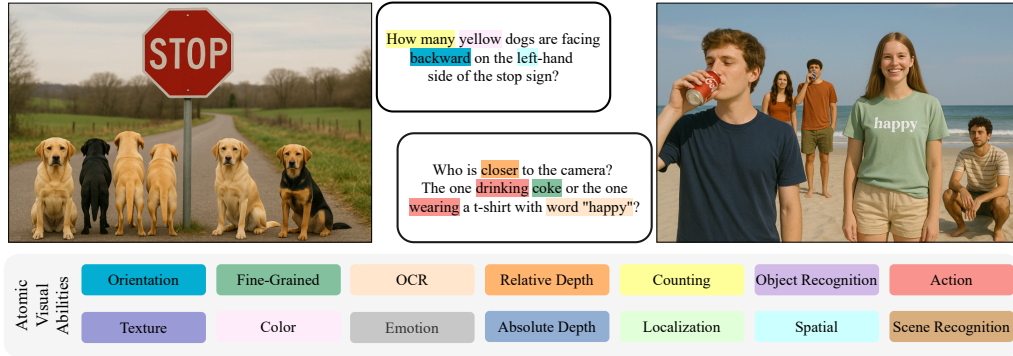 STOP
How many yellow dogs are facing
backward on the left-hand
side of the stop sign?
Who is closer to the camera?
The one drinking coke or the one
wearing a t-shirt with word "happy"?
happy
Atomic
Visual
Abilities
Orientation
Fine-Grained
OCR
Relative Depth
Counting
Object Recognition
Action
Texture
Color
Emotion
Absolute Depth
Localization
Spatial
Scene Recognition